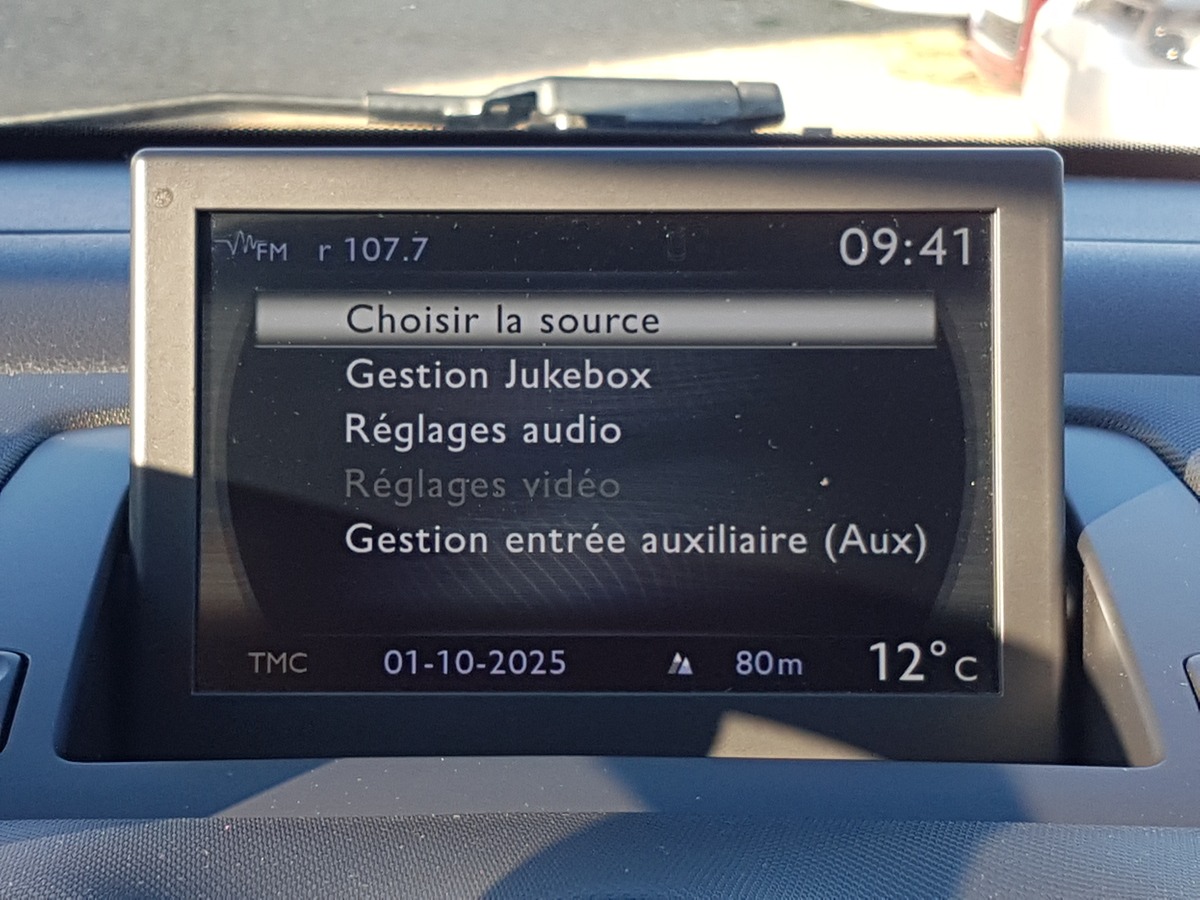 FM r 107.7 09:41
Choisir la source
Gestion Jukebox
Réglages audio
Réglages vidéo
Gestion entrée auxiliaire (Aux)
TMC 01-10-2025 80m 12°C